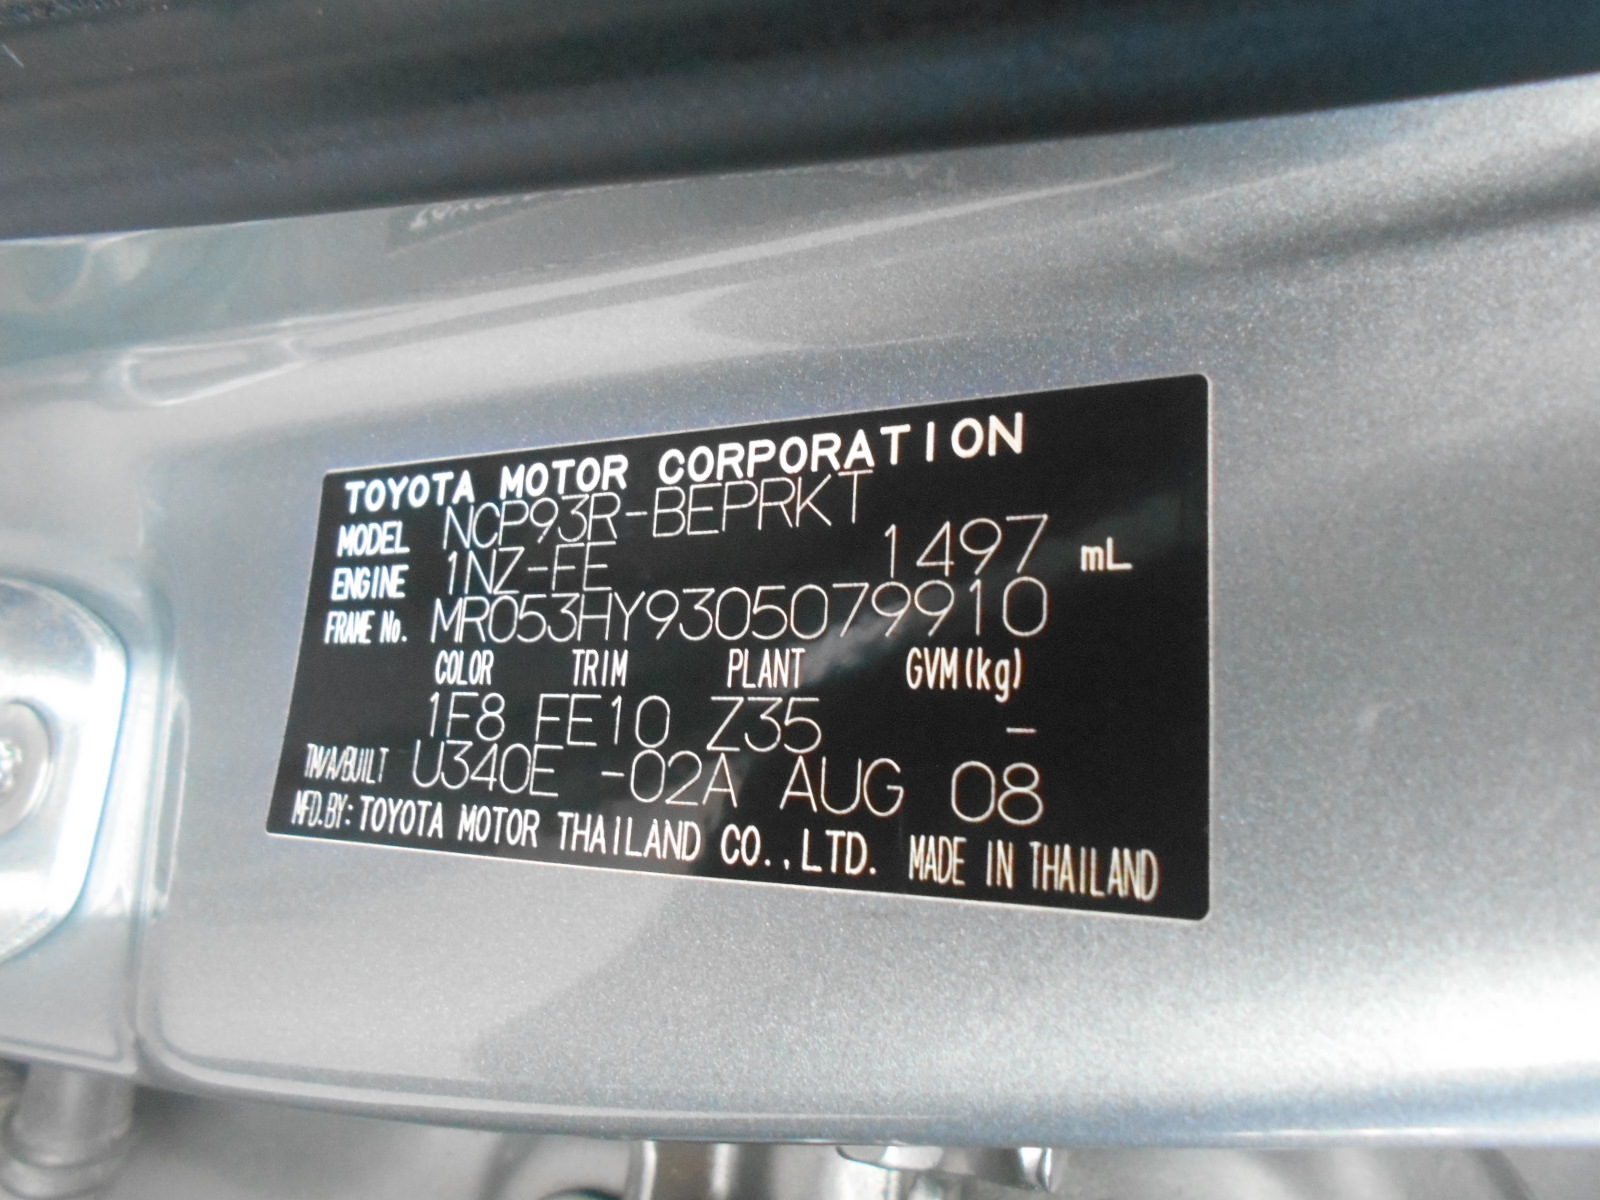 TOYOTA MOTOR CORPORATION
MODEL NCP93R-BEPRKT
ENGINE 1NZ-FE 1497 mL
FRAME No. MR053HY9305079910
COLOR TRIM PLANT GVM(kg)
1F8 FE10 Z35 -
TM/A/BUILT U340E -02A AUG 08
MFD.BY: TOYOTA MOTOR THAILAND CO.,LTD. MADE IN THAILAND